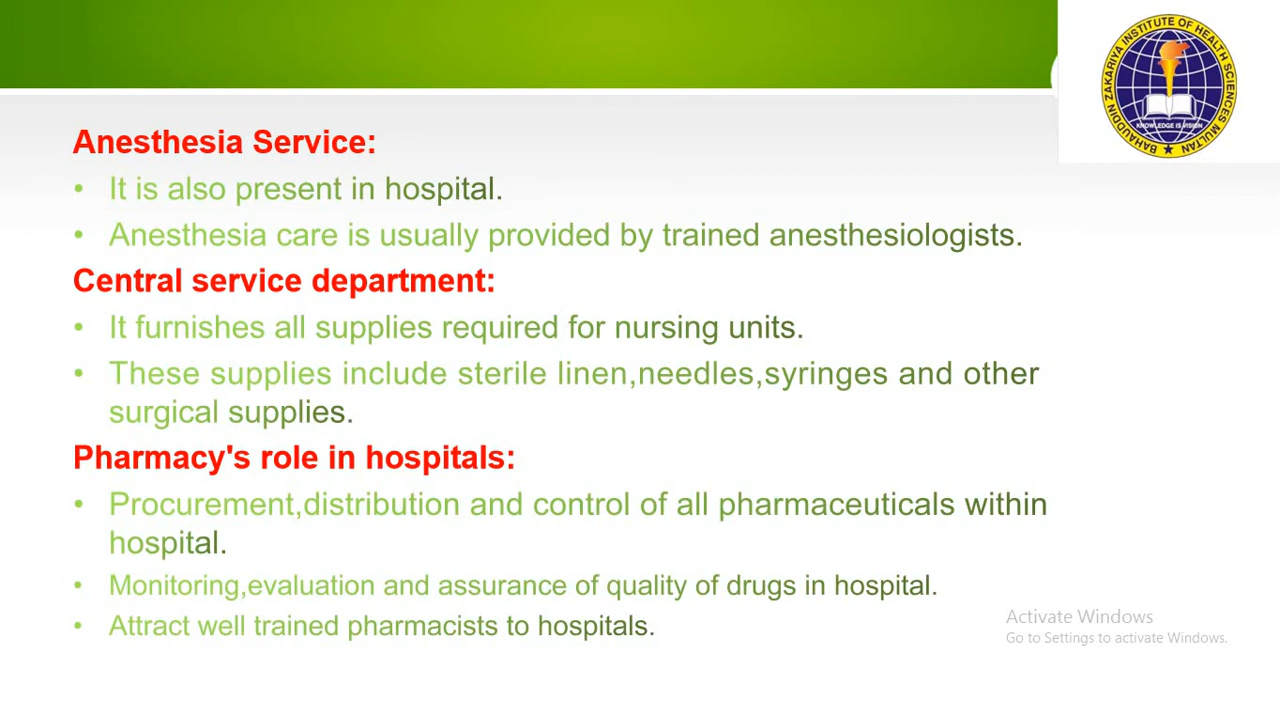 BAHAUDDIN ZAKARIYA INSTITUTE OF HEALTH SCIENCES MULTAN
KNOWLEDGE IS VISION
Anesthesia Service:
• It is also present in hospital.
• Anesthesia care is usually provided by trained anesthesiologists.
Central service department:
• It furnishes all supplies required for nursing units.
• These supplies include sterile linen,needles,syringes and other
surgical supplies.
Pharmacy's role in hospitals:
• Procurement,distribution and control of all pharmaceuticals within
hospital.
• Monitoring,evaluation and assurance of quality of drugs in hospital.
• Attract well trained pharmacists to hospitals.
Activate Windows
Go to Settings to activate Windows.